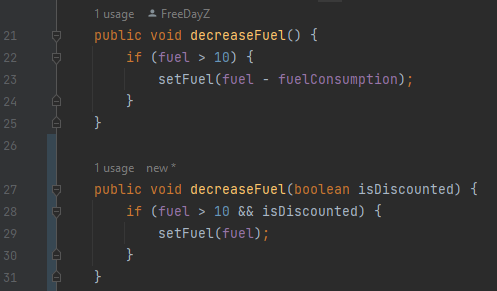 1 usage FreeDayZ
21 public void decreaseFuel() {
22 if (fuel > 10) {
23 setFuel(fuel - fuelConsumption);
24 }
25 }
26
1 usage new *
27 public void decreaseFuel(boolean isDiscounted) {
28 if (fuel > 10 && isDiscounted) {
29 setFuel(fuel);
30 }
31 }